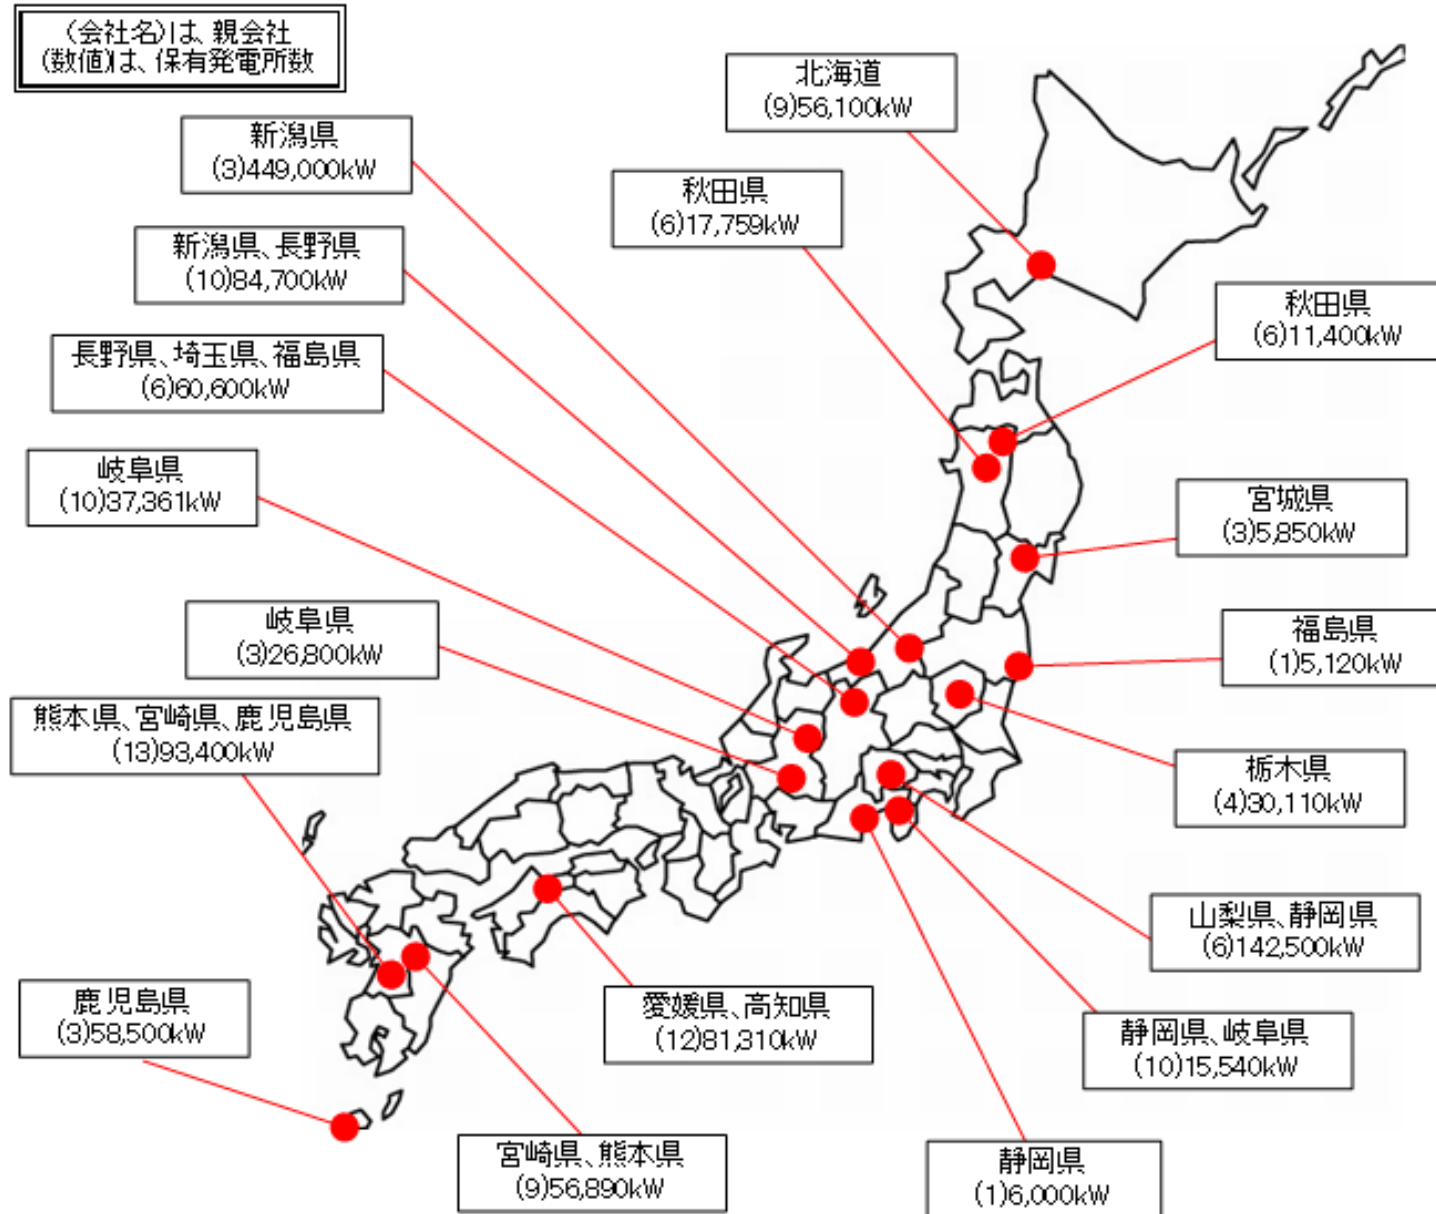 (会社名)は、親会社
(数値)は、保有発電所数
北海道
(9)56,100kW
新潟県
(3)449,000kW
秋田県
(6)17,759kW
新潟県、長野県
(10)84,700kW
秋田県
(6)11,400kW
長野県、埼玉県、福島県
(6)60,600kW
岐阜県
(10)37,361kW
宮城県
(3)5,850kW
岐阜県
(3)26,800kW
福島県
(1)5,120kW
熊本県、宮崎県、鹿児島県
(13)93,400kW
栃木県
(4)30,110kW
山梨県、静岡県
(6)142,500kW
鹿児島県
(3)58,500kW
愛媛県、高知県
(12)81,310kW
静岡県、岐阜県
(10)15,540kW
宮崎県、熊本県
(9)56,890kW
静岡県
(1)6,000kW